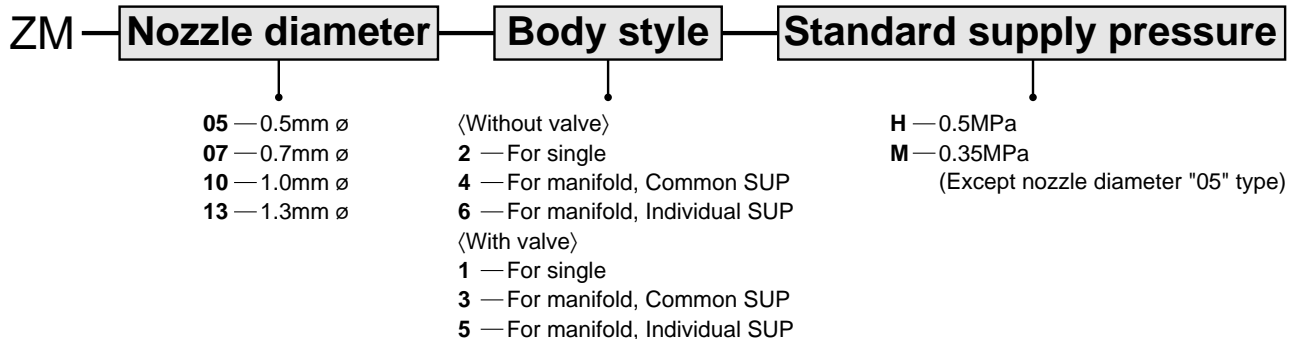 ZM — Nozzle diameter — Body style — Standard supply pressure
05 — 0.5mm ø
07 — 0.7mm ø
10 — 1.0mm ø
13 — 1.3mm ø
〈Without valve〉
2 — For single
4 — For manifold, Common SUP
6 — For manifold, Individual SUP
〈With valve〉
1 — For single
3 — For manifold, Common SUP
5 — For manifold, Individual SUP
H — 0.5MPa
M — 0.35MPa
(Except nozzle diameter "05" type)